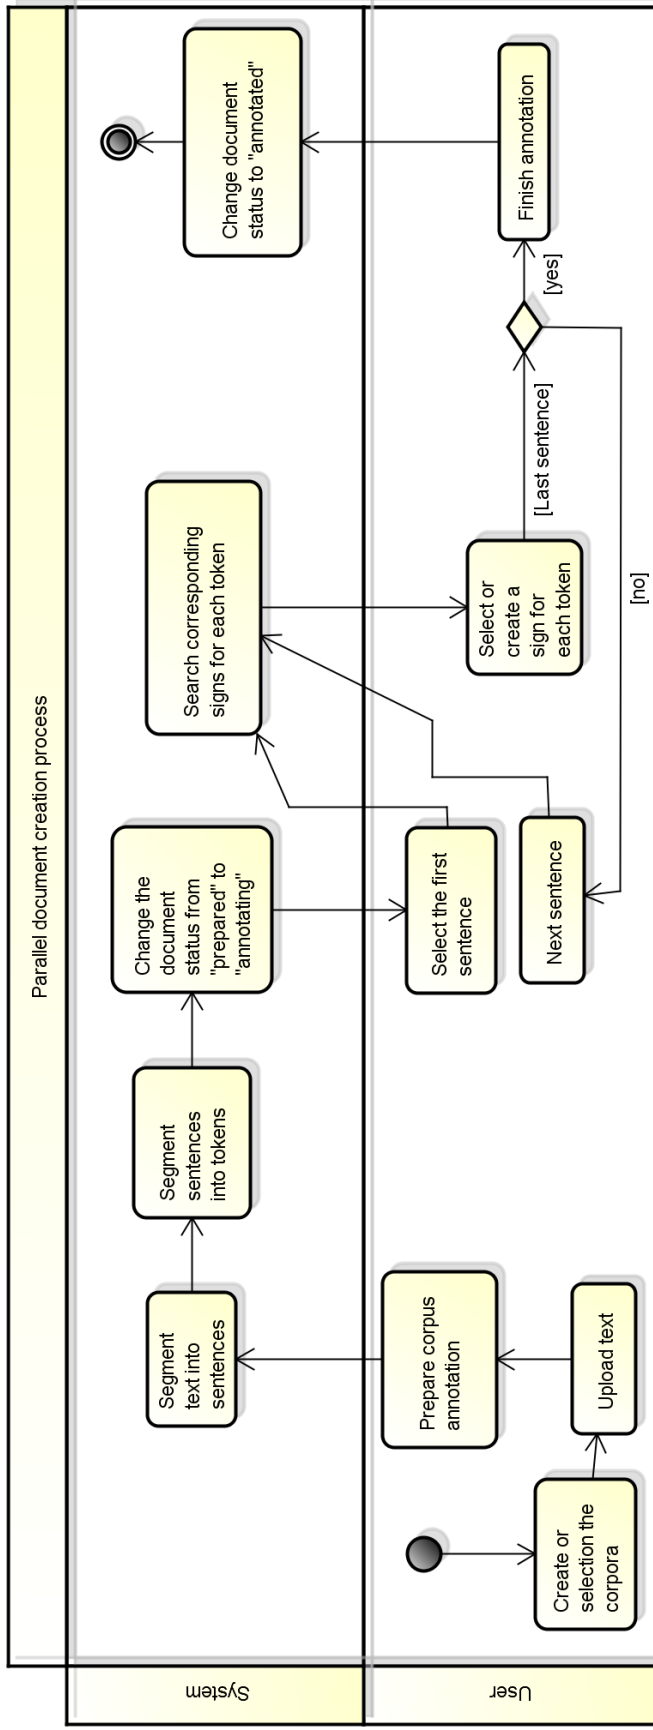 Parallel document creation process
System
User
Create or
selection the
corpora
Upload text
Prepare corpus
annotation
Segment
text into
sentences
Segment
sentences
into tokens
Change the
document
status from
"prepared" to
"annotating"
Select the first
sentence
Next sentence
Search corresponding
signs for each token
Select or
create a
sign for
each token
[Last sentence]
[yes]
[no]
Finish annotation
Change document
status to "annotated"